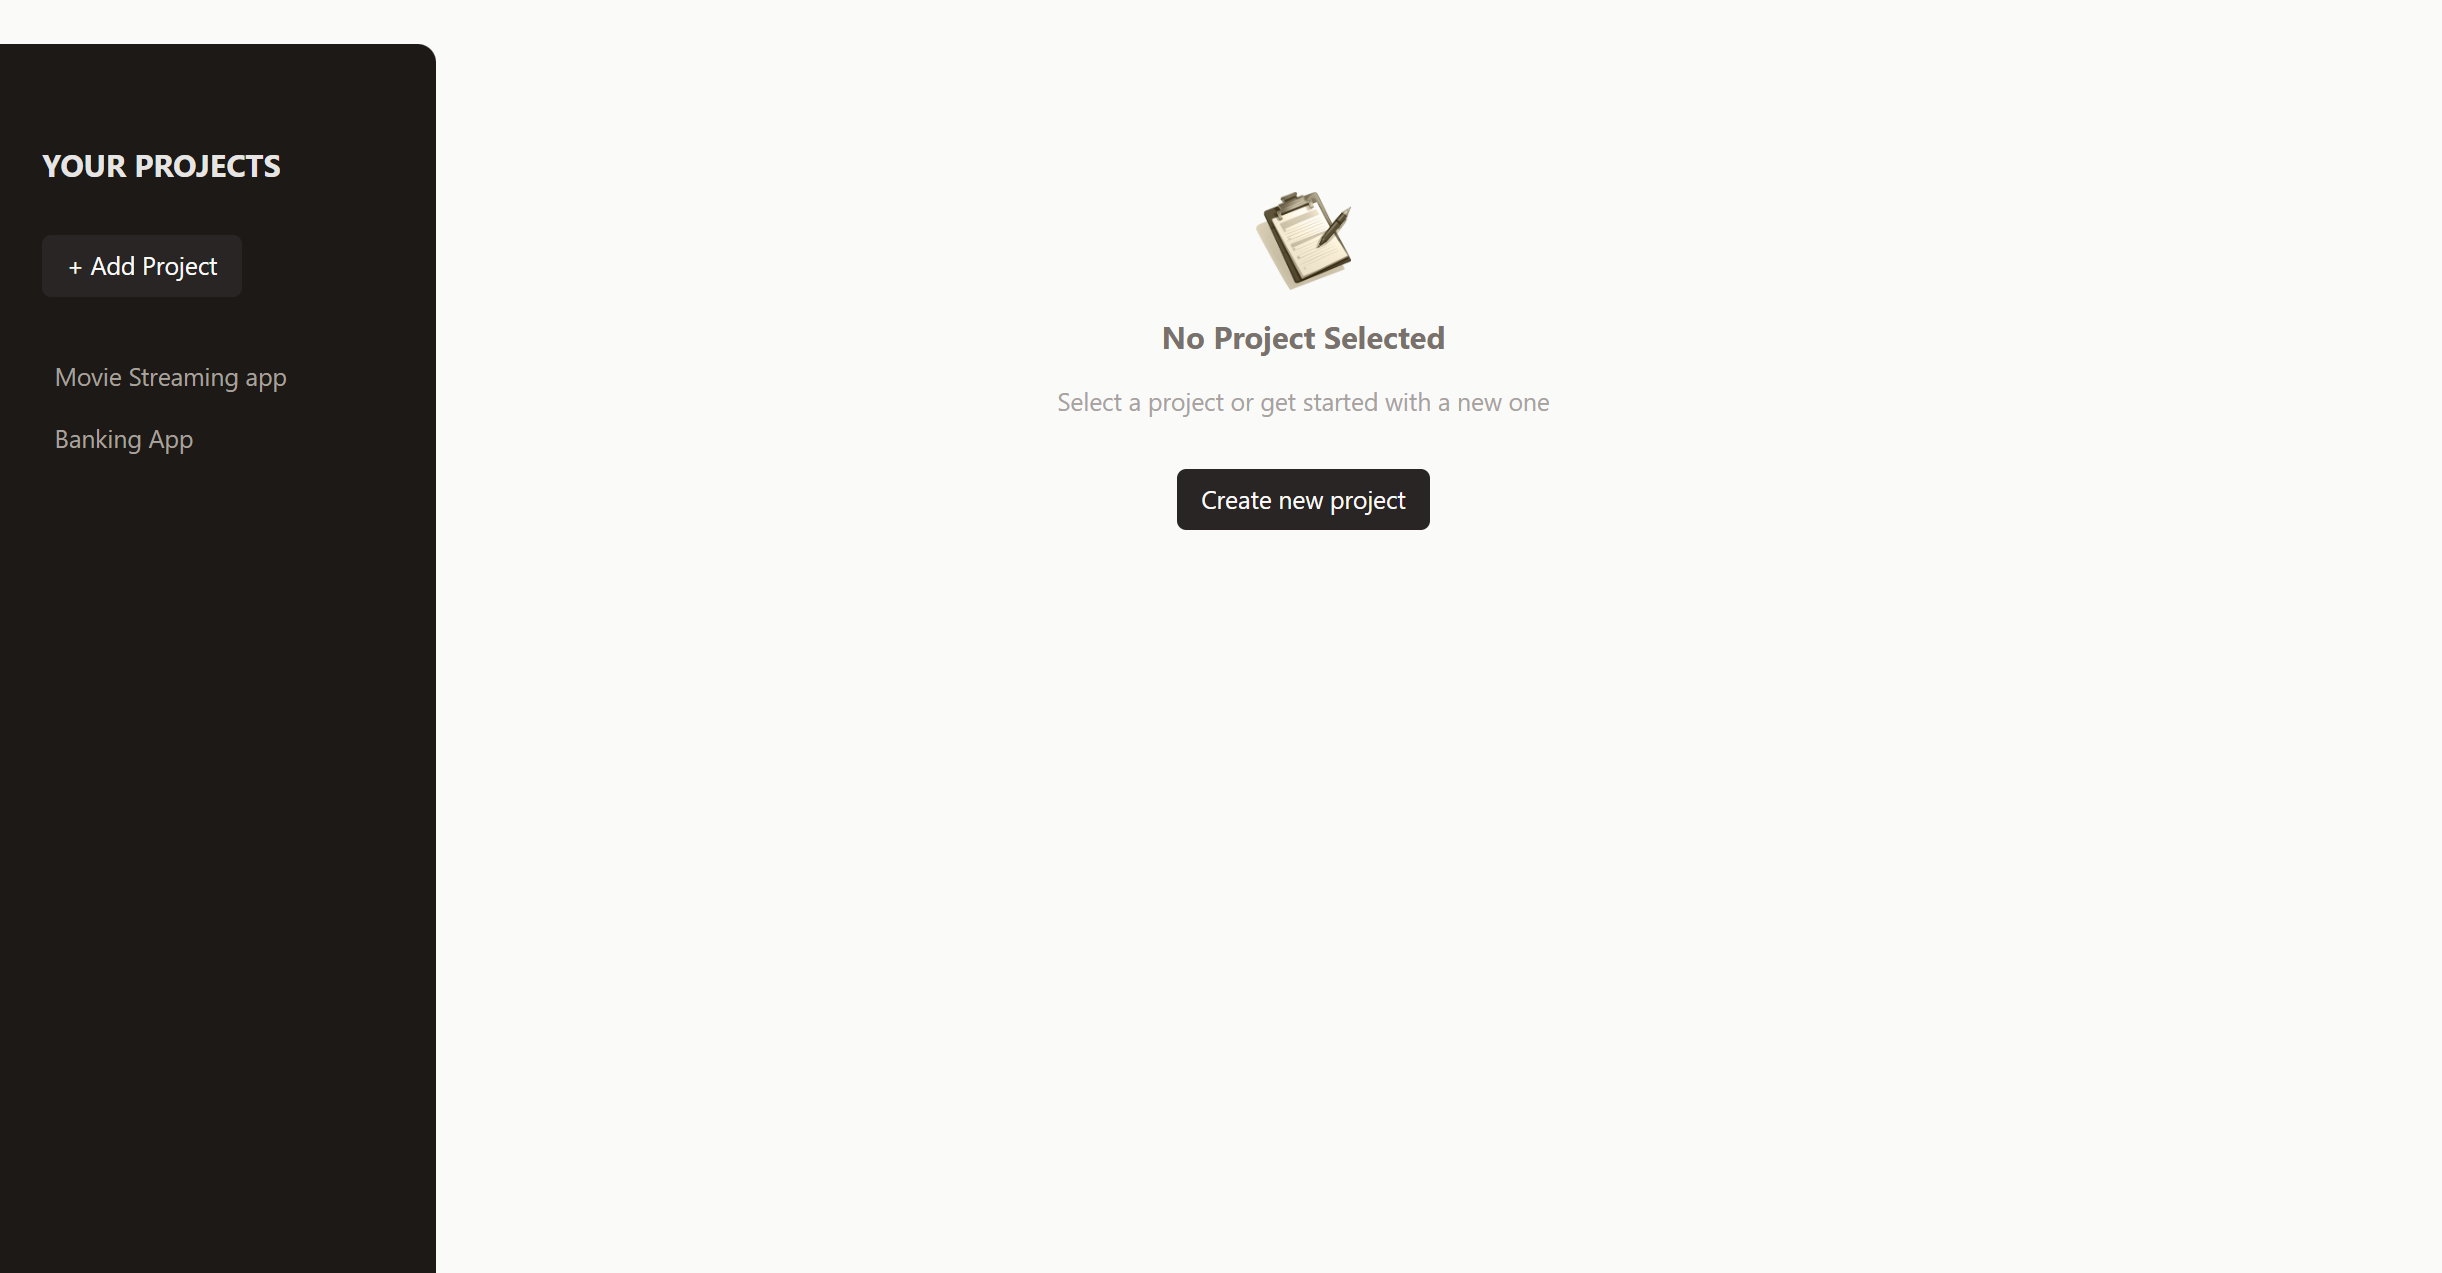 YOUR PROJECTS
+ Add Project
Movie Streaming app
Banking App
No Project Selected
Select a project or get started with a new one
Create new project